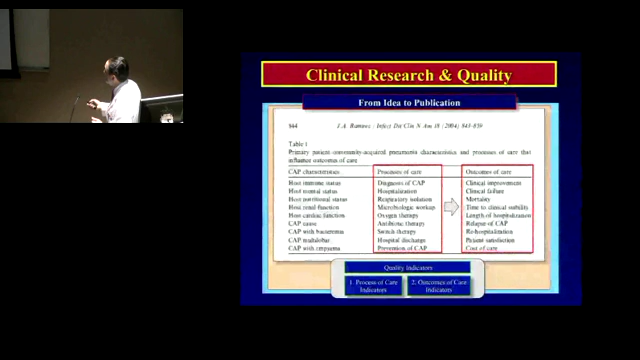 Clinical Research & Quality
From Idea to Publication
844 J.A. Ramirez / Infect Dis Clin N Am 18 (2004) 843–859
Table 1
Primary patient community-acquired pneumonia characteristics and processes of care that
influence outcomes of care
CAP characteristics Processes of care Outcomes of care
Host immune status Diagnosis of CAP Clinical improvement
Host mental status Hospitalization Clinical failure
Host nutritional status Respiratory isolation Mortality
Host renal function Microbiologic workup Time to clinical stability
Host cardiac function Oxygen therapy Length of hospitalization
CAP cause Antibiotic therapy Relapse of CAP
CAP with bacteremia Switch therapy Re-hospitalization
CAP multilobar Hospital discharge Patient satisfaction
CAP with empyema Prevention of CAP Cost of care
Quality Indicators
1. Process of Care Indicators
2. Outcomes of Care Indicators